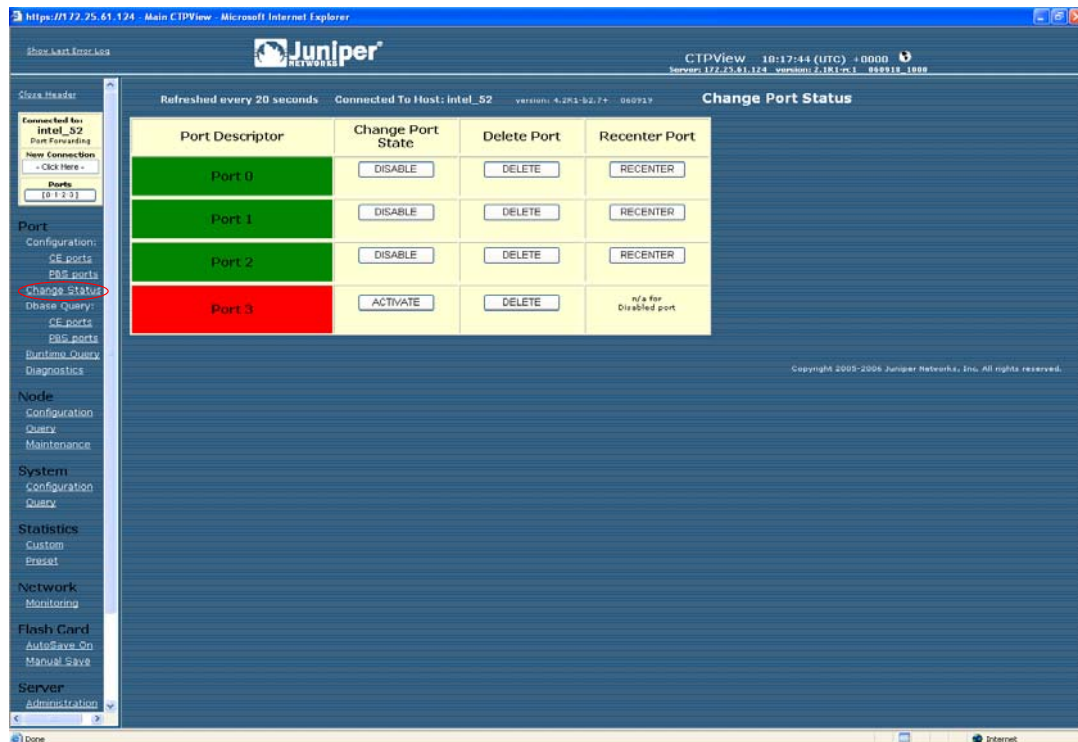 https://172.25.61.124 - Main CTPView - Microsoft Internet Explorer
Show Last Error Log
Juniper
NETWORKS
CTPView 18:17:44 (UTC) +0000
Server: 172.25.61.124 version: 2.1R1-rc1 060918_1000
Close Header
Connected to:
intel_52
Port Forwarding
New Connection
- Click Here -
Ports
[0 1 2 3]
Port
Configuration:
CE ports
PBS ports
Change Status
Dbase Query:
CE ports
PBS ports
Runtime Query
Diagnostics
Node
Configuration
Query
Maintenance
System
Configuration
Query
Statistics
Custom
Preset
Network
Monitoring
Flash Card
AutoSave On
Manual Save
Server
Administration
Refreshed every 20 seconds Connected To Host: intel_52 version: 4.2R1-b2.7+ 060919 Change Port Status
Port Descriptor Change Port State Delete Port Recenter Port
Port 0 DISABLE DELETE RECENTER
Port 1 DISABLE DELETE RECENTER
Port 2 DISABLE DELETE RECENTER
Port 3 ACTIVATE DELETE n/a for Disabled port
Copyright 2005-2006 Juniper Networks, Inc. All rights reserved.
Done
Internet